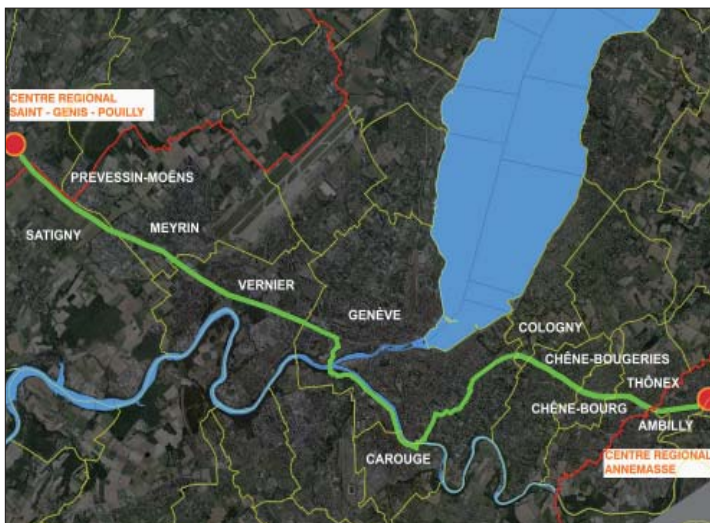 CENTRE REGIONAL
SAINT - GENIS - POUILLY
PREVESSIN-MOËNS
SATIGNY
MEYRIN
VERNIER
GENÈVE
COLOGNY
CHÊNE-BOUGERIES
THÔNEX
CHÊNE-BOURG
AMBILLY
CAROUGE
CENTRE REGIONAL
ANNEMASSE